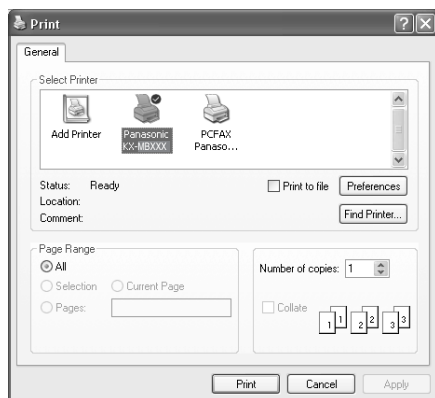 Print
General
Select Printer
Add Printer
Panasonic
KX-MBXXX
PCFAX
Panaso...
Status: Ready
Location:
Comment:
Print to file
Preferences
Find Printer...
Page Range
All
Selection Current Page
Pages:
Number of copies: 1
Collate
1 1 2 2 3 3
Print Cancel Apply